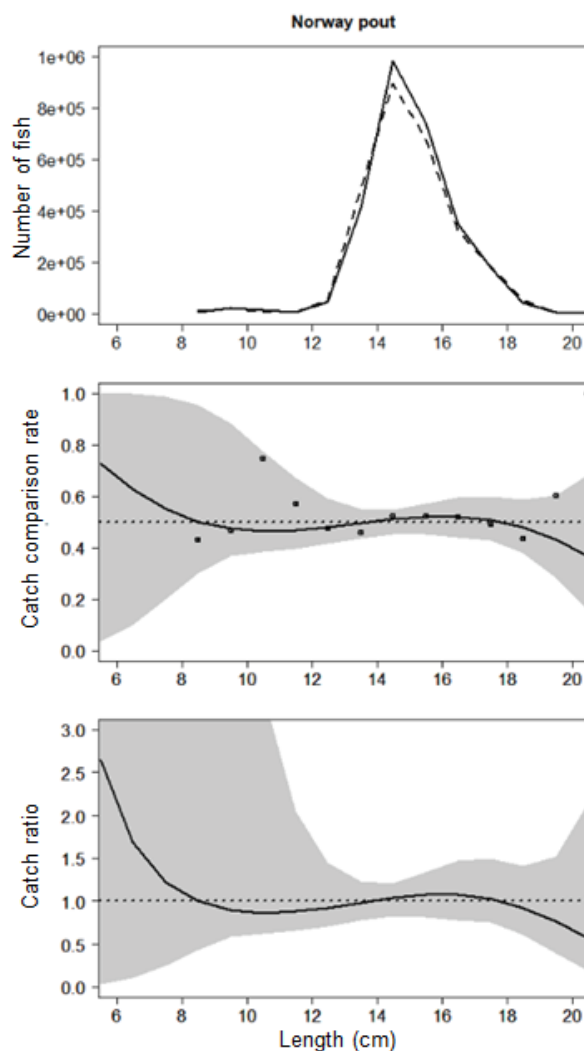 Norway pout
Number of fish
1e+06
8e+05
6e+05
4e+05
2e+05
0e+00
6 8 10 12 14 16 18 20
Catch comparison rate
1.0
0.8
0.6
0.4
0.2
0.0
6 8 10 12 14 16 18 20
Catch ratio
3.0
2.5
2.0
1.5
1.0
0.5
0.0
6 8 10 12 14 16 18 20
Length (cm)